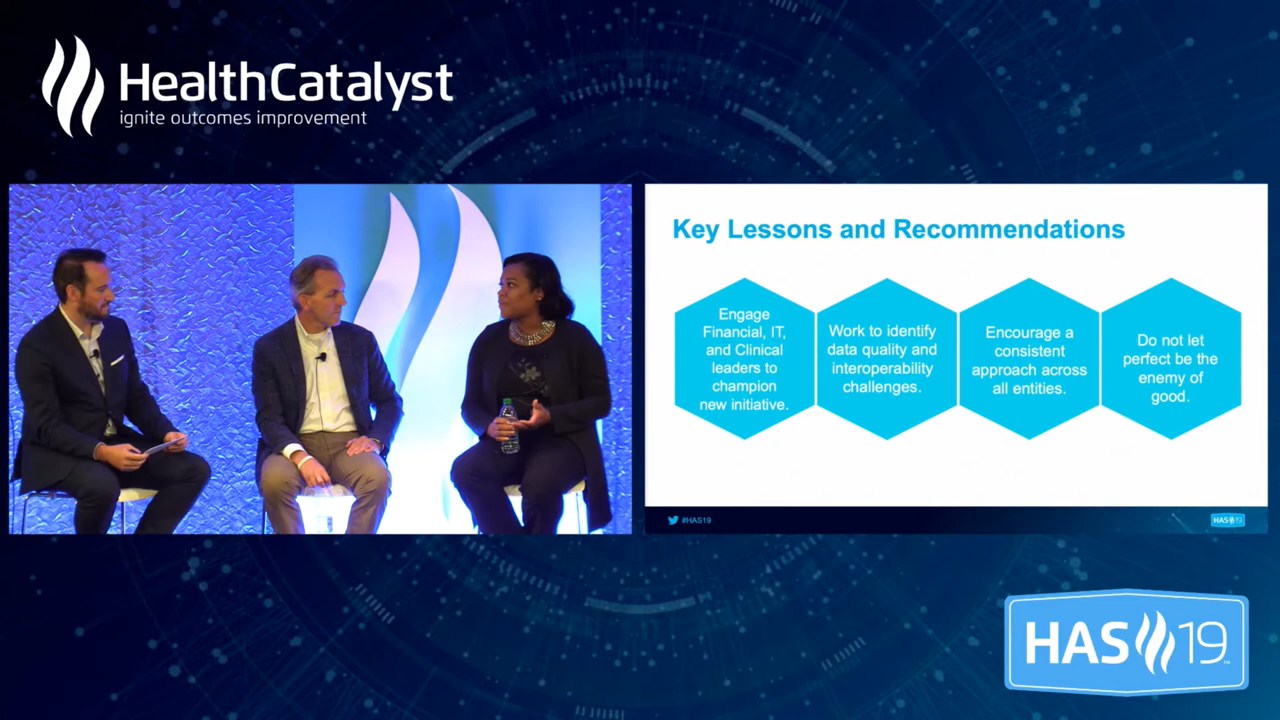 HealthCatalyst
ignite outcomes improvement
Key Lessons and Recommendations
Engage
Financial, IT,
and Clinical
leaders to
champion
new initiative.
Work to identify
data quality and
interoperability
challenges.
Encourage a
consistent
approach across
all entities.
Do not let
perfect be the
enemy of
good.
#HAS19
HAS 19
HAS 19™